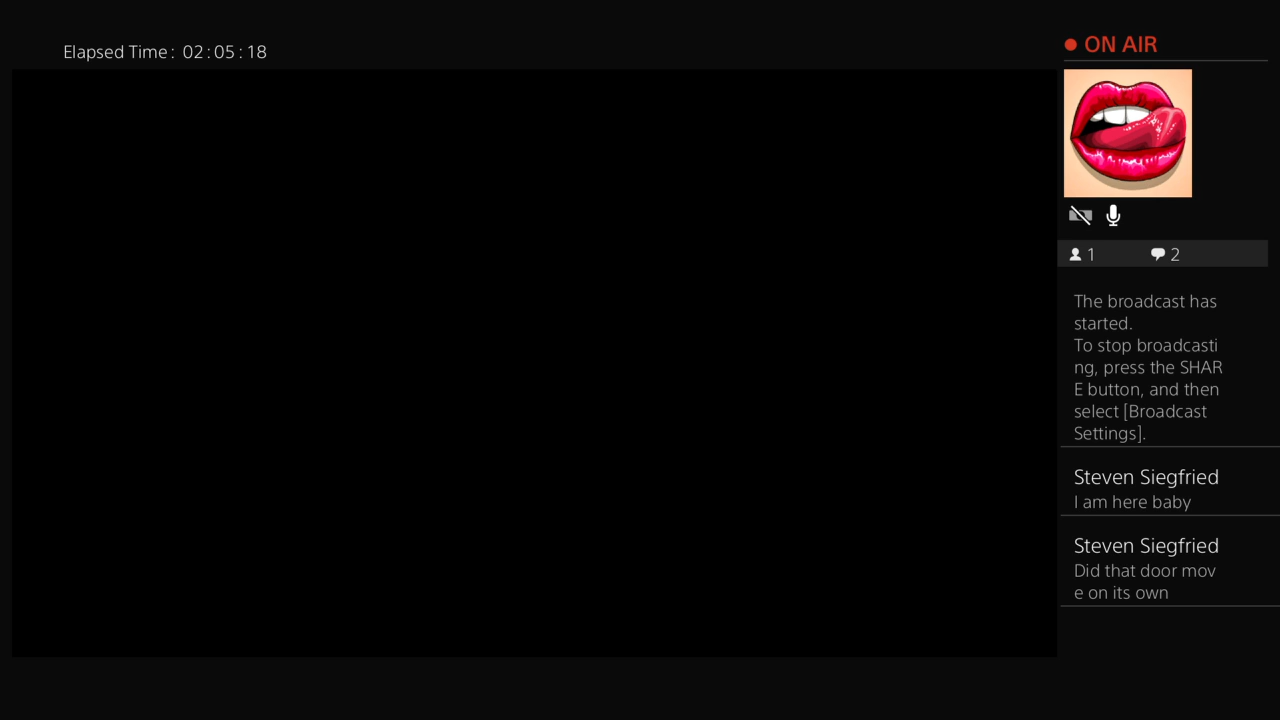 Elapsed Time: 02:05:18
ON AIR
1 2
The broadcast has
started.
To stop broadcasti
ng, press the SHAR
E button, and then
select [Broadcast
Settings].
Steven Siegfried
I am here baby
Steven Siegfried
Did that door mov
e on its own